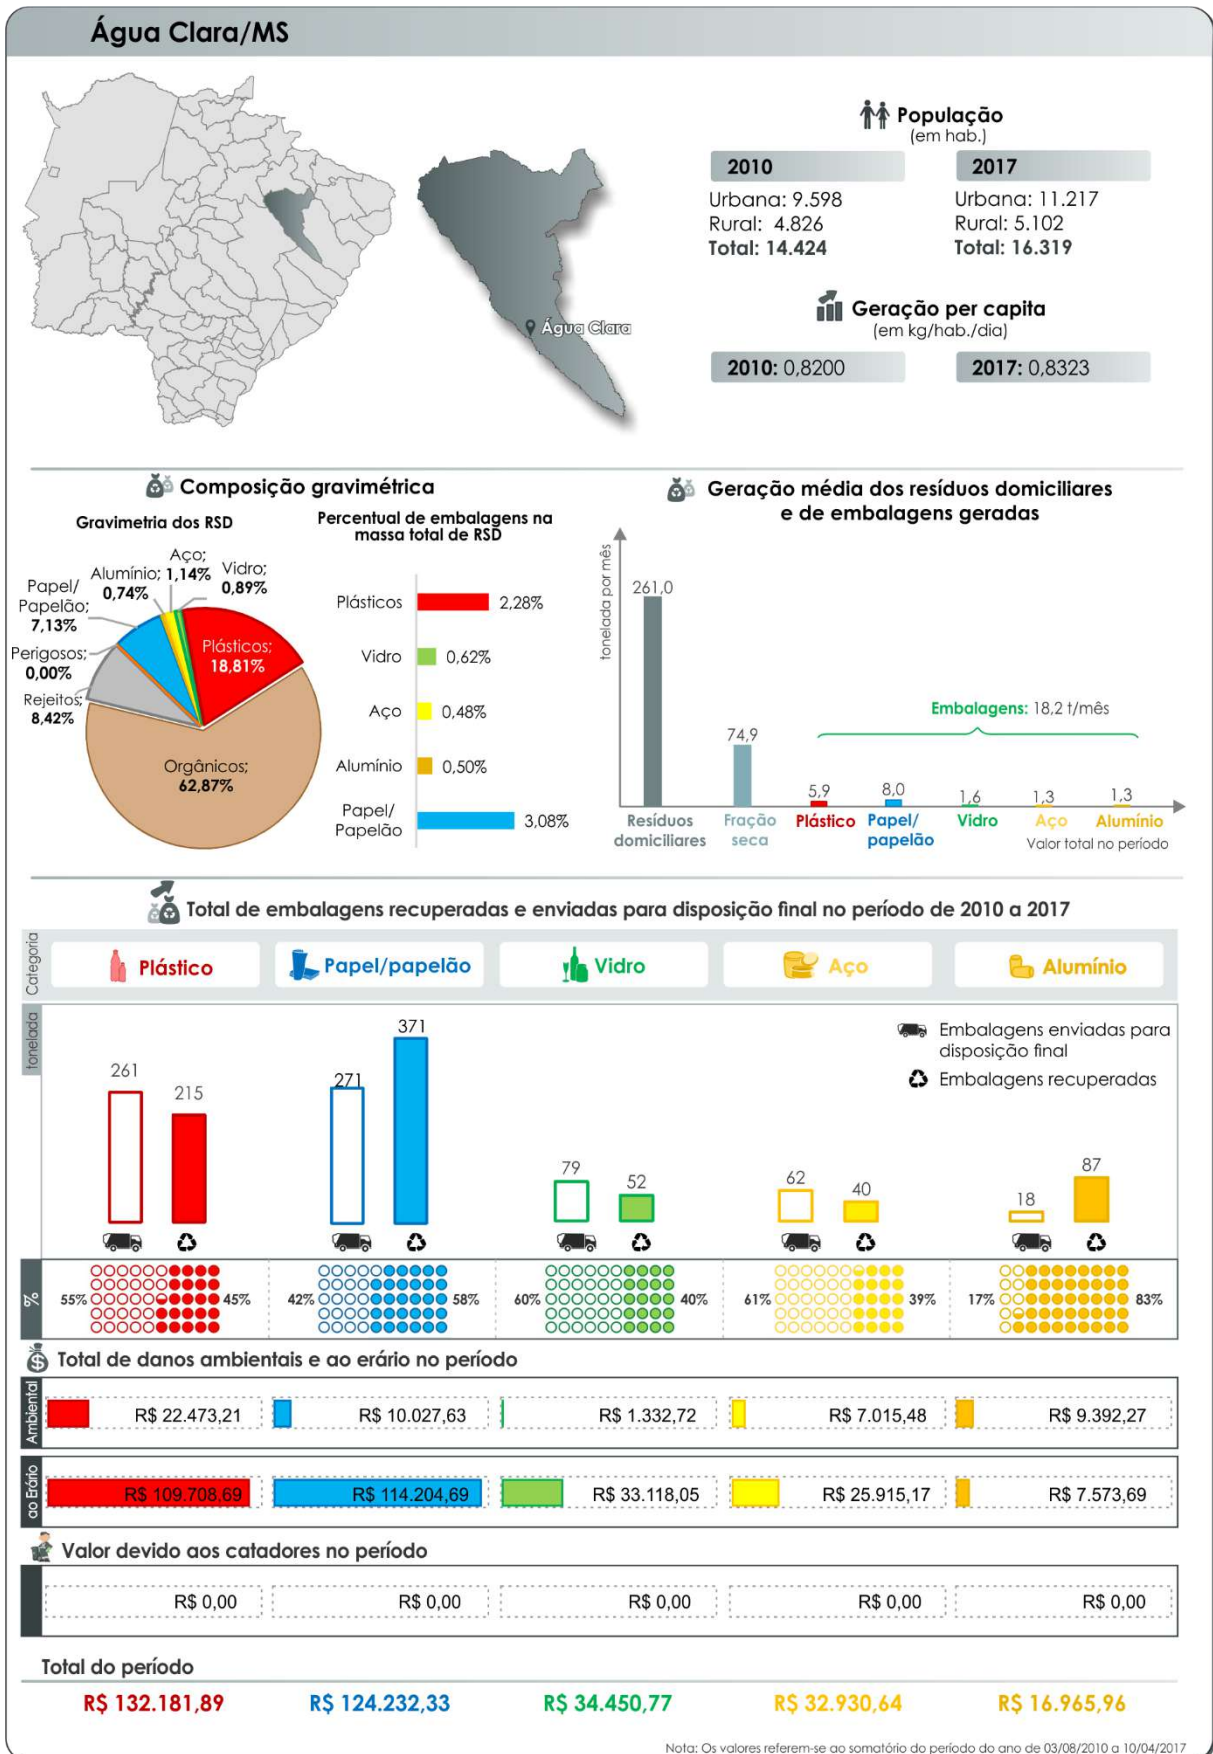 Água Clara/MS
População
(em hab.)
2010
2017
Urbana: 9.598
Rural: 4.826
Total: 14.424
Urbana: 11.217
Rural: 5.102
Total: 16.319
Água Clara
Geração per capita
(em kg/hab./dia)
2010: 0,8200
2017: 0,8323
Composição gravimétrica
Gravimetria dos RSD
Aço;
1,14%
Vidro;
0,89%
Alumínio;
0,74%
Papel/
Papelão;
7,13%
Perigosos;
0,00%
Rejeitos;
8,42%
Plásticos;
18,81%
Orgânicos;
62,87%
Percentual de embalagens na
massa total de RSD
Plásticos 2,28%
Vidro 0,62%
Aço 0,48%
Alumínio 0,50%
Papel/
Papelão 3,08%
Geração média dos resíduos domiciliares
e de embalagens geradas
tonelada por mês
261,0
74,9
Embalagens: 18,2 t/mês
5,9
8,0
1,6
1,3
1,3
Resíduos
domiciliares
Fração
seca
Plástico
Papel/
papelão
Vidro
Aço
Alumínio
Valor total no período
Total de embalagens recuperadas e enviadas para disposição final no período de 2010 a 2017
Categoria
Plástico
Papel/papelão
Vidro
Aço
Alumínio
tonelada
Embalagens enviadas para
disposição final
Embalagens recuperadas
261
215
271
371
79
52
62
40
18
87
%
55% 45%
42% 58%
60% 40%
61% 39%
17% 83%
Total de danos ambientais e ao erário no período
Ambiental
R$ 22.473,21
R$ 10.027,63
R$ 1.332,72
R$ 7.015,48
R$ 9.392,27
ao Erário
R$ 109.708,69
R$ 114.204,69
R$ 33.118,05
R$ 25.915,17
R$ 7.573,69
Valor devido aos catadores no período
R$ 0,00
R$ 0,00
R$ 0,00
R$ 0,00
R$ 0,00
Total do período
R$ 132.181,89
R$ 124.232,33
R$ 34.450,77
R$ 32.930,64
R$ 16.965,96
Nota: Os valores referem-se ao somatório do período do ano de 03/08/2010 a 10/04/2017